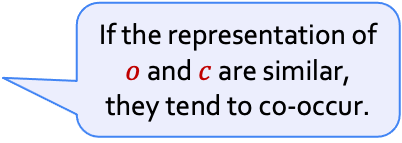 If the representation of
o and c are similar,
they tend to co-occur.